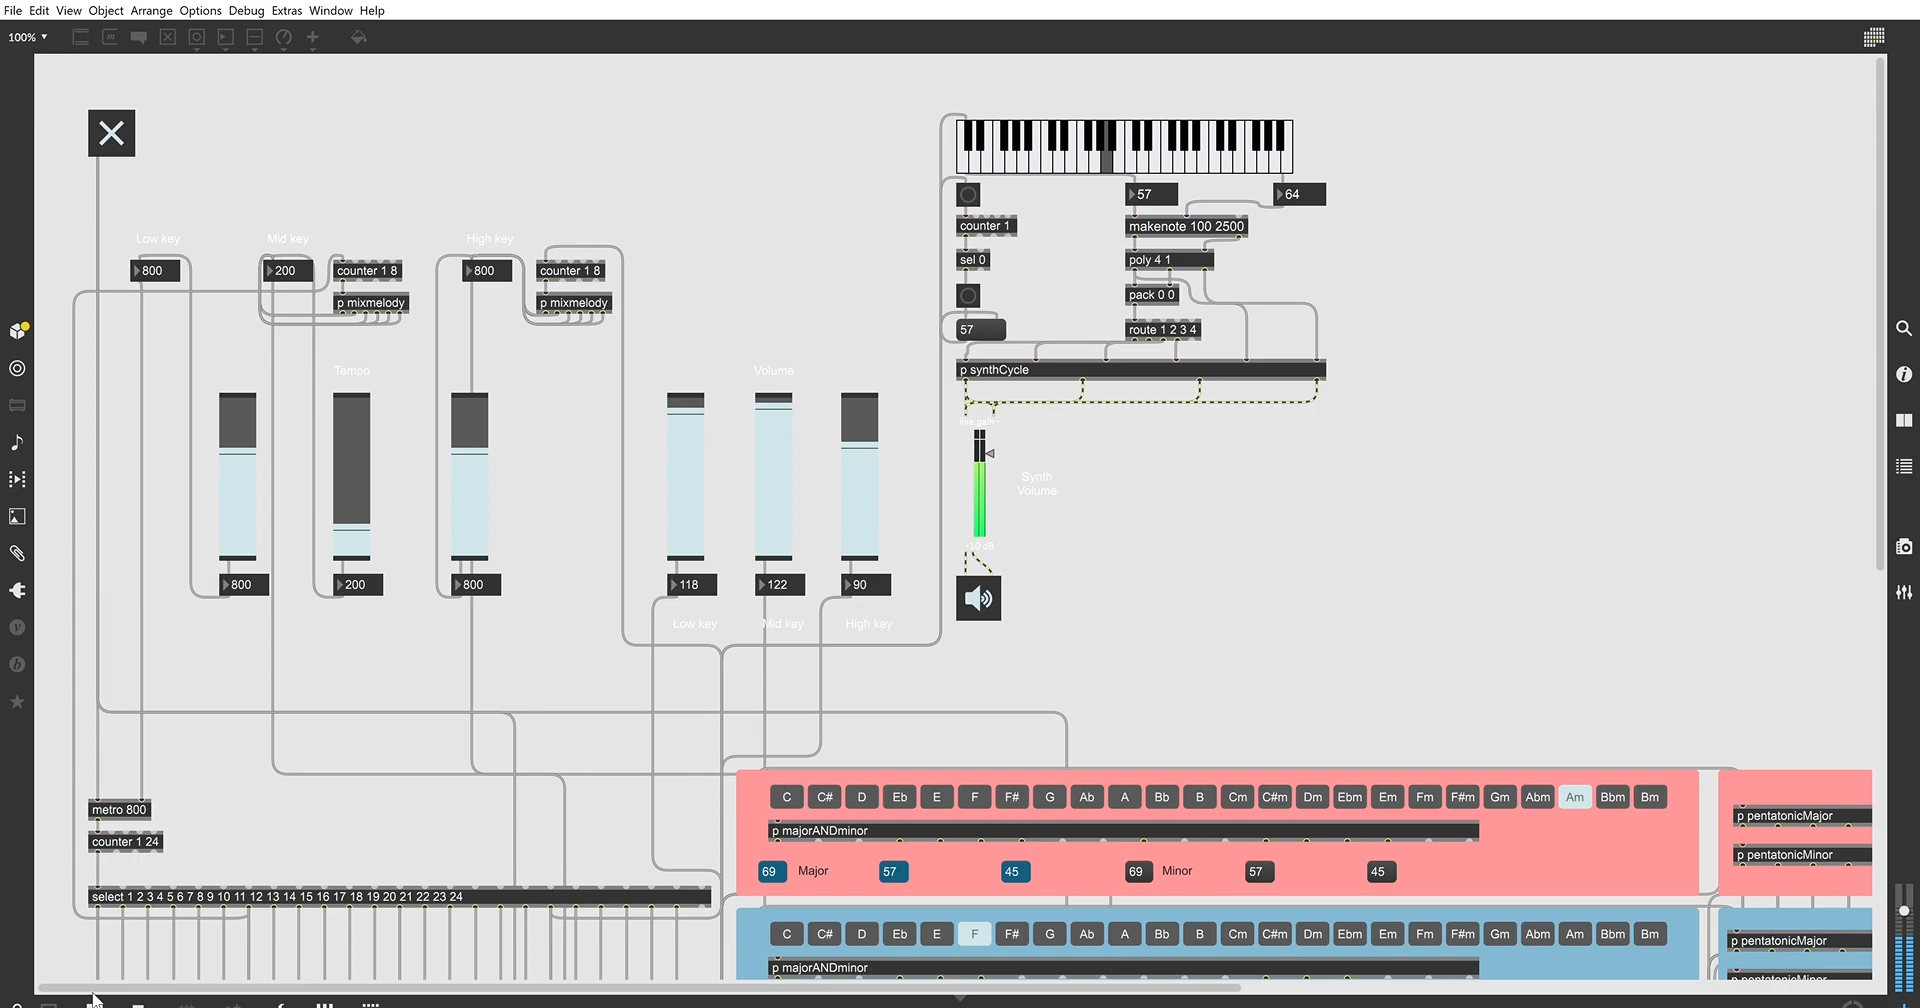 File Edit View Object Arrange Options Debug Extras Window Help
100%
57 64
counter 1 makenote 100 2500
Low key Mid key High key
800 200 counter 1 8 800 counter 1 8
sel 0 poly 4 1
p mixmelody p mixmelody
pack 0 0
57 route 1 2 3 4
Tempo Volume p synthCycle
live.gain~
Synth
Volume
-10 dB
800 200 800 118 122 90
Low key Mid key High key
metro 800
C C# D Eb E F F# G Ab A Bb B Cm C#m Dm Ebm Em Fm F#m Gm Abm Am Bbm Bm
p majorANDminor
p pentatonicMajor
counter 1 24
p pentatonicMinor
69 Major 57 45 69 Minor 57 45
select 1 2 3 4 5 6 7 8 9 10 11 12 13 14 15 16 17 18 19 20 21 22 23 24
C C# D Eb E F F# G Ab A Bb B Cm C#m Dm Ebm Em Fm F#m Gm Abm Am Bbm Bm
p pentatonicMajor
p majorANDminor
p pentatonicMinor